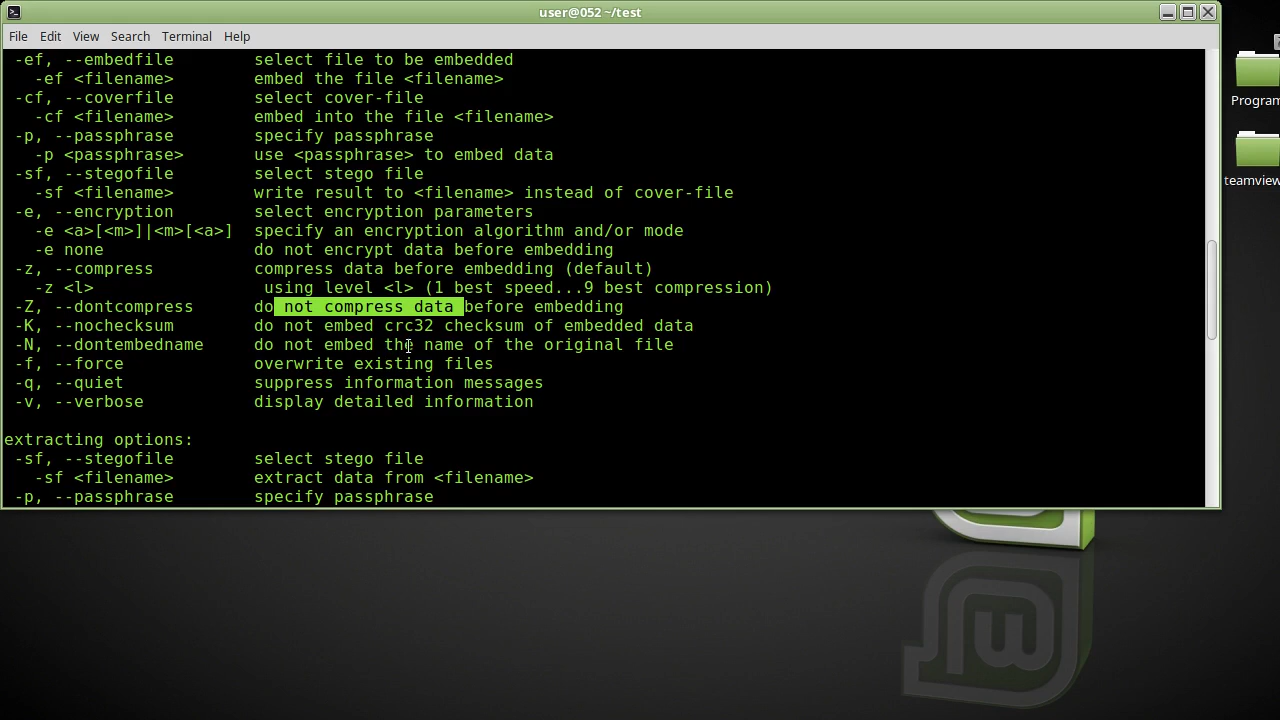 user@052 ~/test
File Edit View Search Terminal Help
-ef, --embedfile select file to be embedded
-ef <filename> embed the file <filename>
-cf, --coverfile select cover-file
-cf <filename> embed into the file <filename>
-p, --passphrase specify passphrase
-p <passphrase> use <passphrase> to embed data
-sf, --stegofile select stego file
-sf <filename> write result to <filename> instead of cover-file
-e, --encryption select encryption parameters
-e <a>[<m>]|<m>[<a>] specify an encryption algorithm and/or mode
-e none do not encrypt data before embedding
-z, --compress compress data before embedding (default)
-z <l> using level <l> (1 best speed...9 best compression)
-Z, --dontcompress do not compress data before embedding
-K, --nochecksum do not embed crc32 checksum of embedded data
-N, --dontembedname do not embed the name of the original file
-f, --force overwrite existing files
-q, --quiet suppress information messages
-v, --verbose display detailed information
extracting options:
-sf, --stegofile select stego file
-sf <filename> extract data from <filename>
-p, --passphrase specify passphrase
Program
teamview